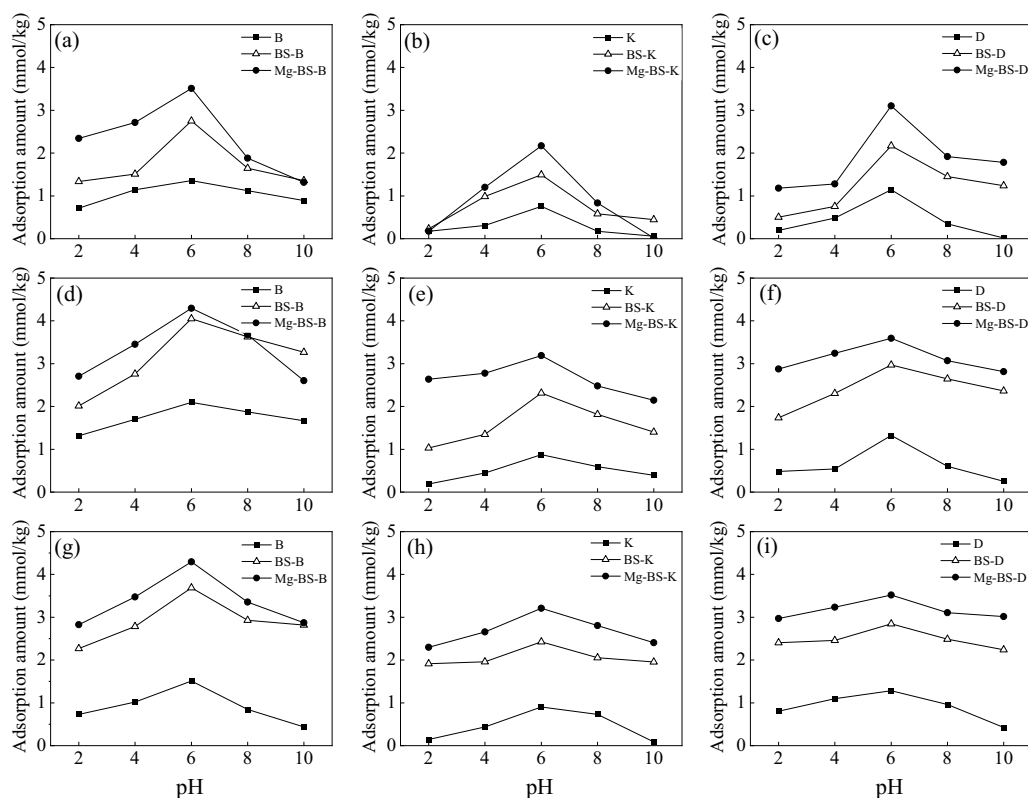 Adsorption amount (mmol/kg)
(a)
B
BS-B
Mg-BS-B
5
4
3
2
1
0
2 4 6 8 10
Adsorption amount (mmol/kg)
(b)
K
BS-K
Mg-BS-K
5
4
3
2
1
0
2 4 6 8 10
Adsorption amount (mmol/kg)
(c)
D
BS-D
Mg-BS-D
5
4
3
2
1
0
2 4 6 8 10
Adsorption amount (mmol/kg)
(d)
B
BS-B
Mg-BS-B
5
4
3
2
1
0
2 4 6 8 10
Adsorption amount (mmol/kg)
(e)
K
BS-K
Mg-BS-K
5
4
3
2
1
0
2 4 6 8 10
Adsorption amount (mmol/kg)
(f)
D
BS-D
Mg-BS-D
5
4
3
2
1
0
2 4 6 8 10
Adsorption amount (mmol/kg)
(g)
B
BS-B
Mg-BS-B
5
4
3
2
1
0
2 4 6 8 10
pH
Adsorption amount (mmol/kg)
(h)
K
BS-K
Mg-BS-K
5
4
3
2
1
0
2 4 6 8 10
pH
Adsorption amount (mmol/kg)
(i)
D
BS-D
Mg-BS-D
5
4
3
2
1
0
2 4 6 8 10
pH